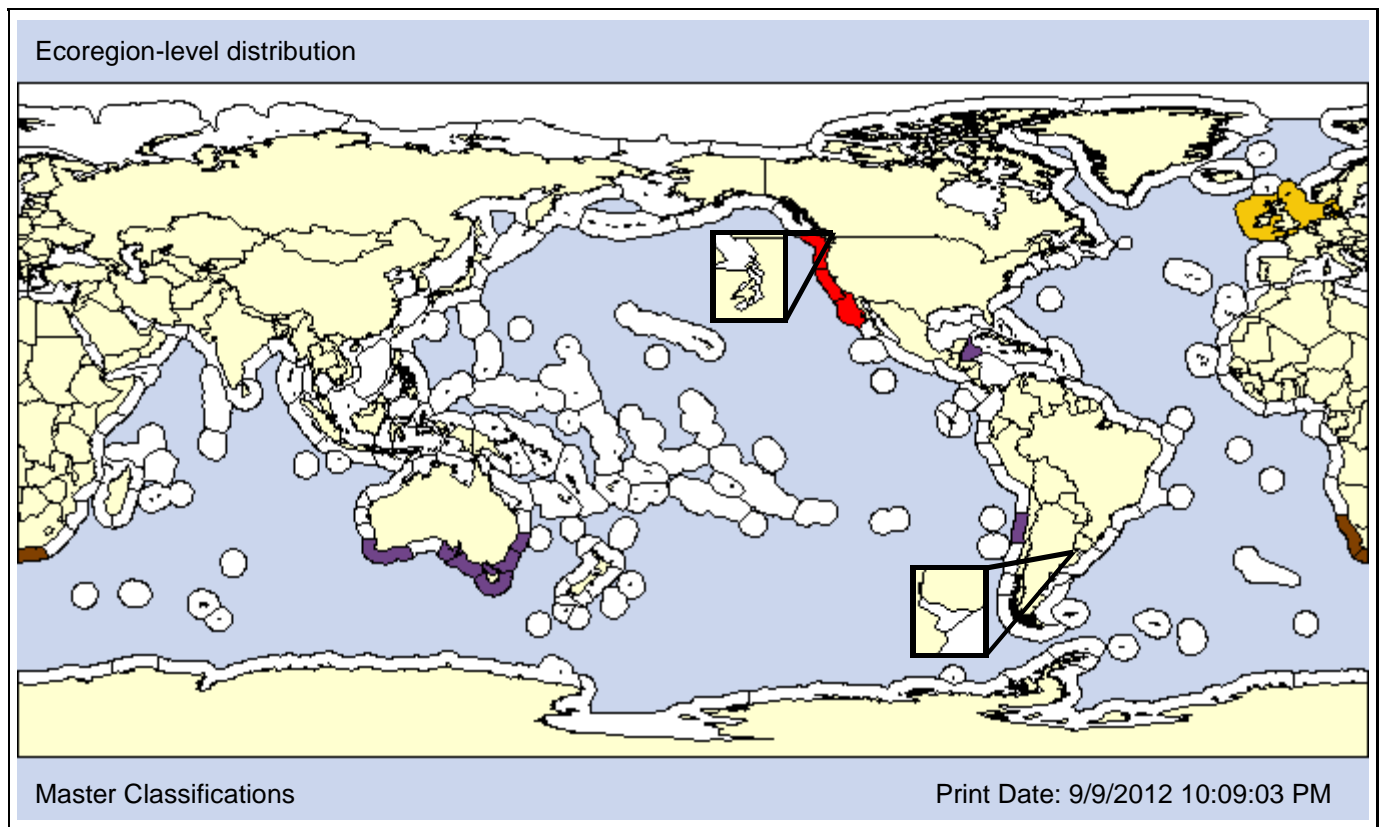 Ecoregion-level distribution
Master Classifications
Print Date: 9/9/2012 10:09:03 PM